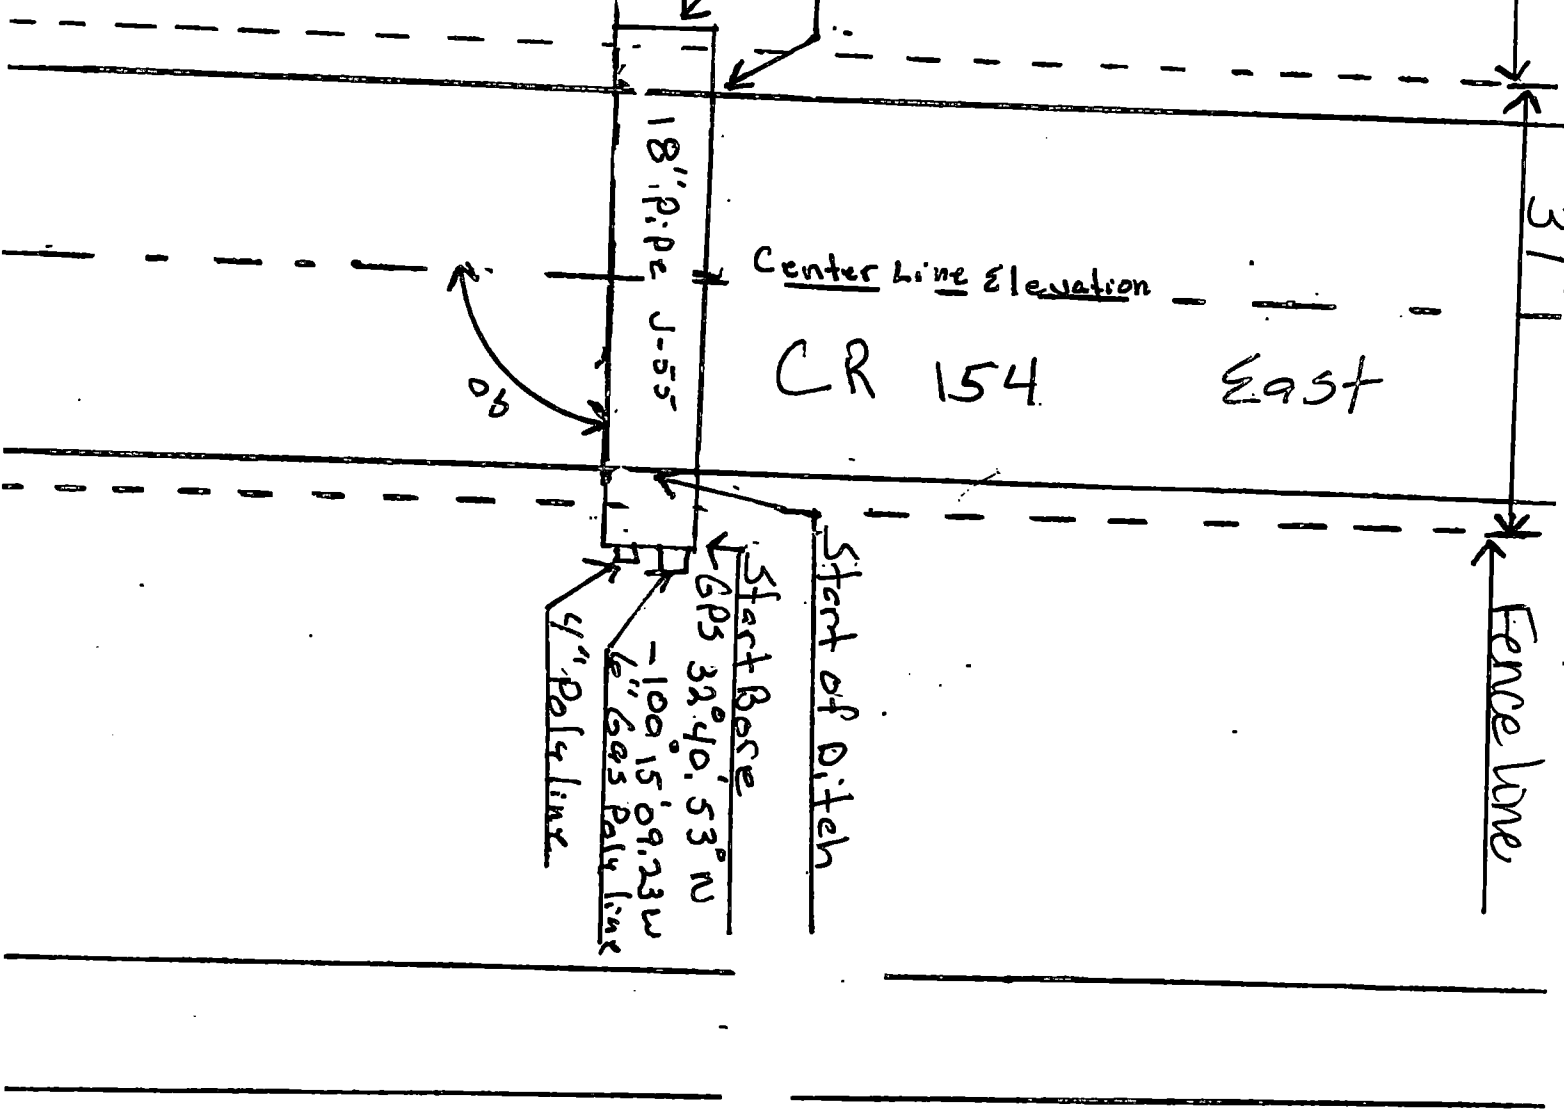 18" Pipe J-55
Center Line Elevation
CR 154 East
90
31
Start of Ditch
Start Bore
GPS 32° 40' 53° N
-100° 15' 09.23 W
6" Gas Poly line
4" Poly line
Fence Line